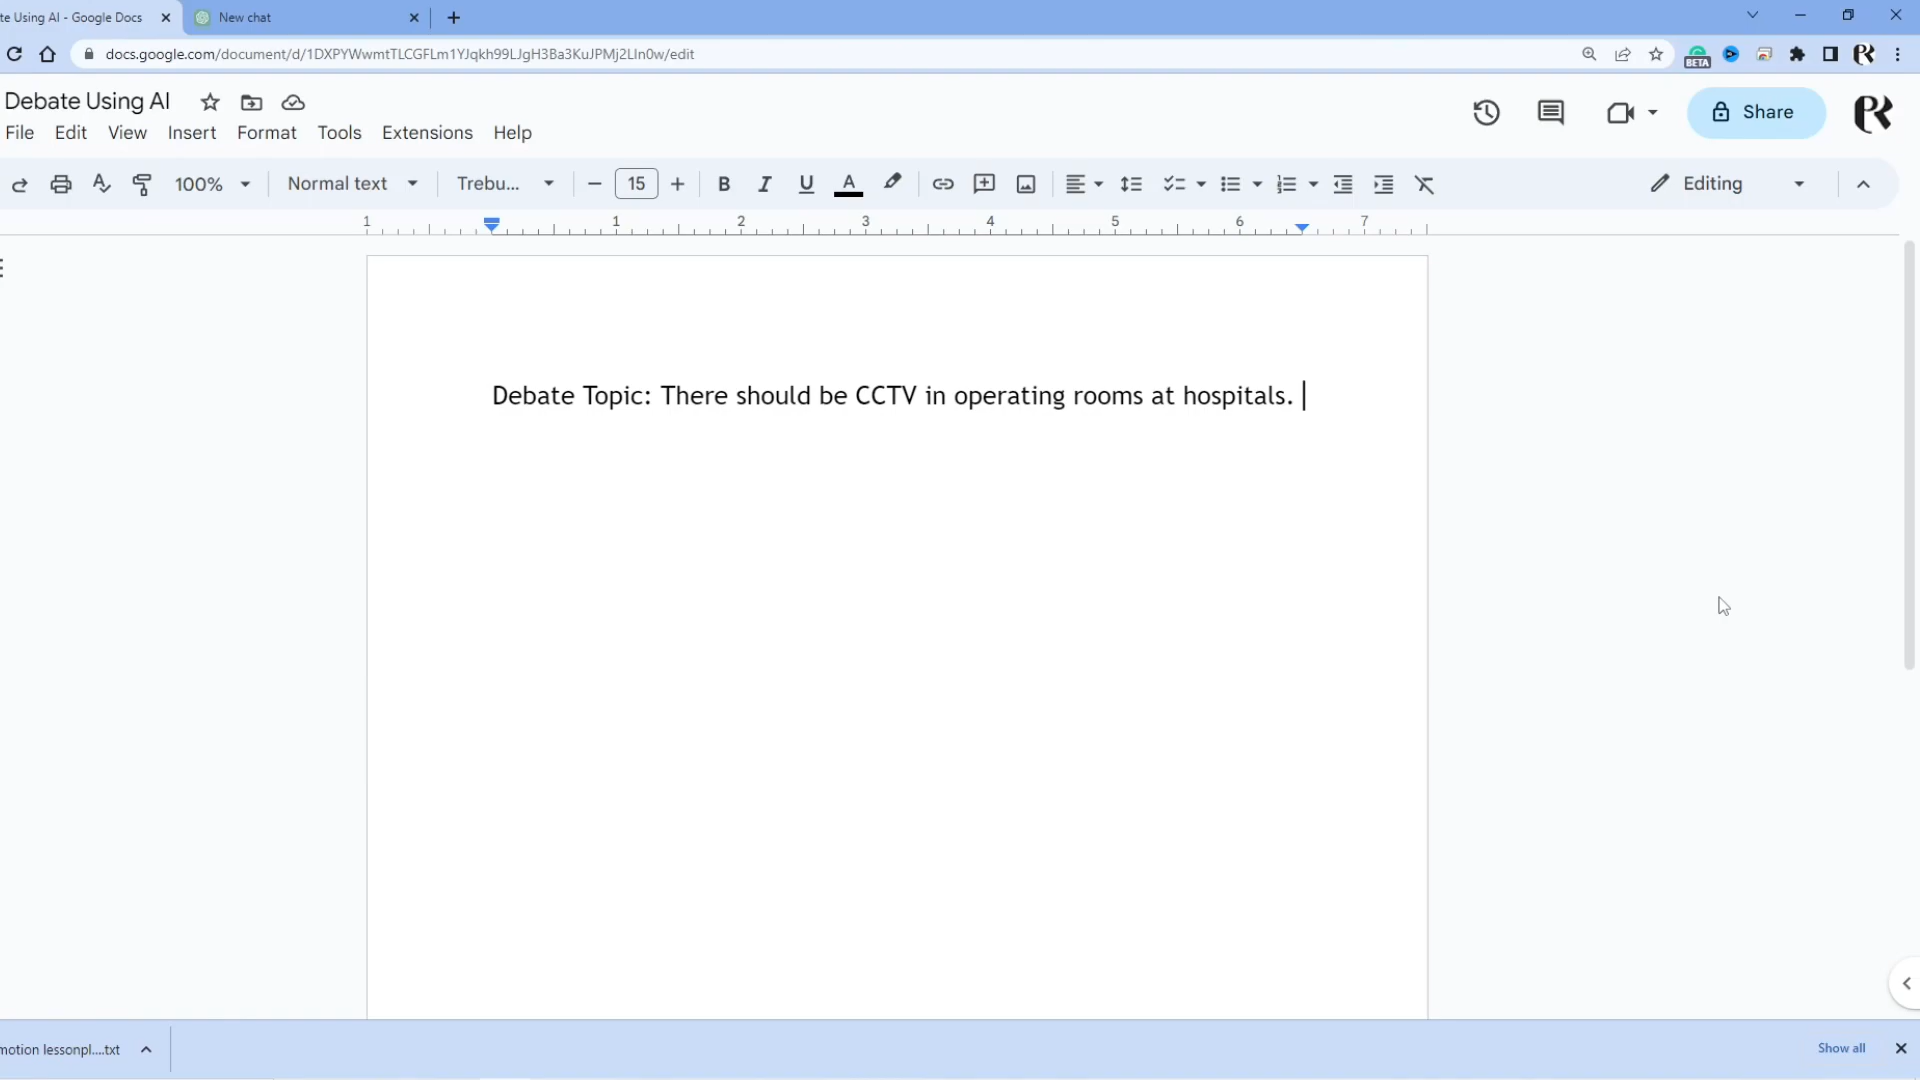 te Using AI - Google Docs
New chat
docs.google.com/document/d/1DXPYWwmtTLCGFLm1YJqkh99LJgH3Ba3KuJPMj2LIn0w/edit
BETA
Debate Using AI
Share
File Edit View Insert Format Tools Extensions Help
100% Normal text Trebu... 15 B I U A Editing
1 1 2 3 4 5 6 7
Debate Topic: There should be CCTV in operating rooms at hospitals.
motion lessonpl....txt
Show all